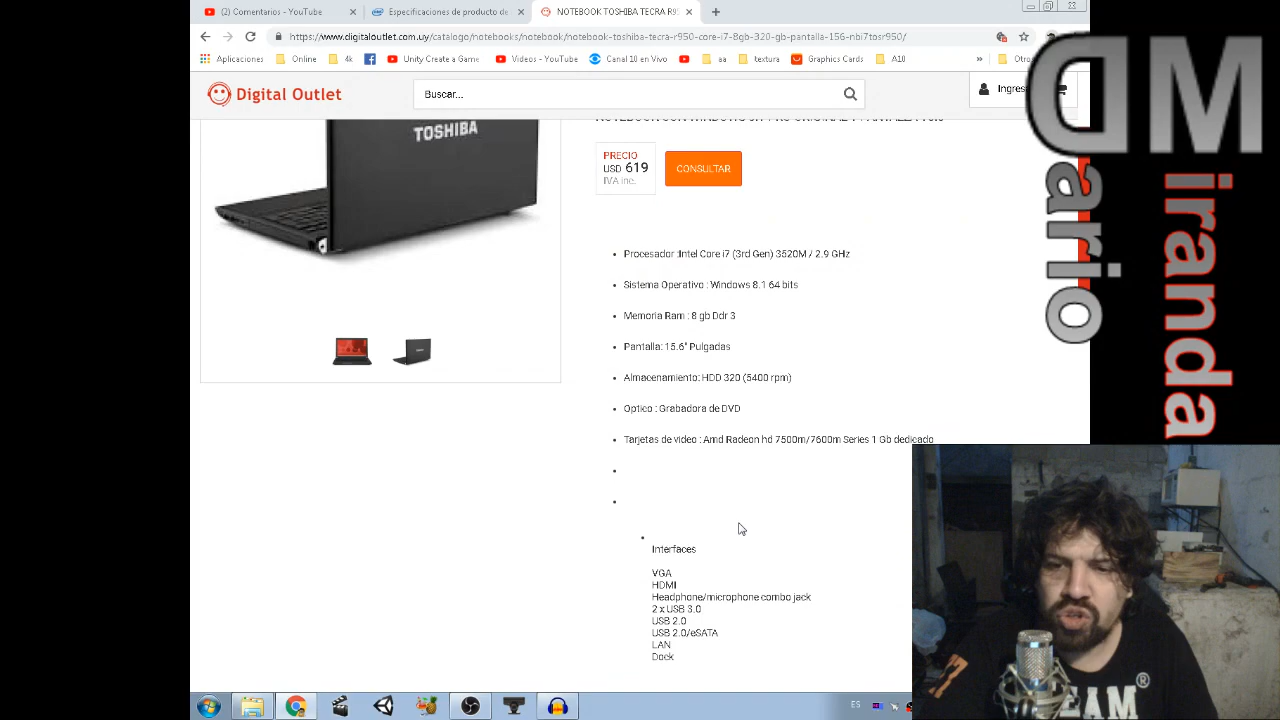 (2) Comentarios - YouTube
Especificaciones de producto de
NOTEBOOK TOSHIBA TECRA R95
https://www.digitaloutlet.com.uy/catalogo/notebooks/notebook/notebook-toshiba-tecra-r950-core-i7-8gb-320-gb-pantalla-156-nbi7tosr950/
Aplicaciones
Online
4k
Unity Create a Game
Videos - YouTube
Canal 10 en Vivo
aa
textura
Graphics Cards
A10
»
Otro
Digital Outlet
Buscar...
Ingres
TOSHIBA
PRECIO
USD 619
IVA inc.
CONSULTAR
Procesador :Intel Core i7 (3rd Gen) 3520M / 2.9 GHz
Sistema Operativo : Windows 8.1 64 bits
Memoria Ram : 8 gb Ddr 3
Pantalla: 15.6" Pulgadas
Almacenamiento: HDD 320 (5400 rpm)
Optico : Grabadora de DVD
Tarjetas de video : Amd Radeon hd 7500m/7600m Series 1 Gb dedicado
Interfaces
VGA
HDMI
Headphone/microphone combo jack
2 x USB 3.0
USB 2.0
USB 2.0/eSATA
LAN
Dock
Dario
Miranda
EAM
®
ES